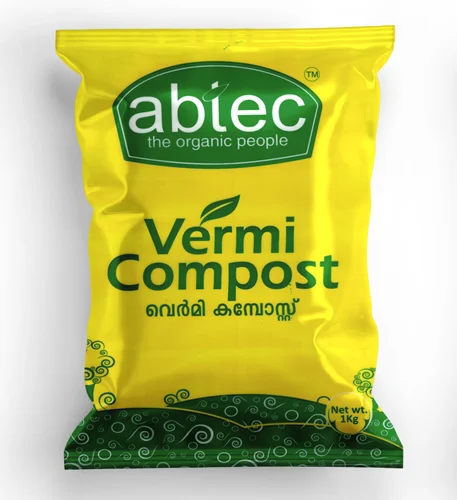 abtec
TM
the organic people
Vermi
Compost
വെർമി കമ്പോസ്റ്റ്
Net wt.
1Kg